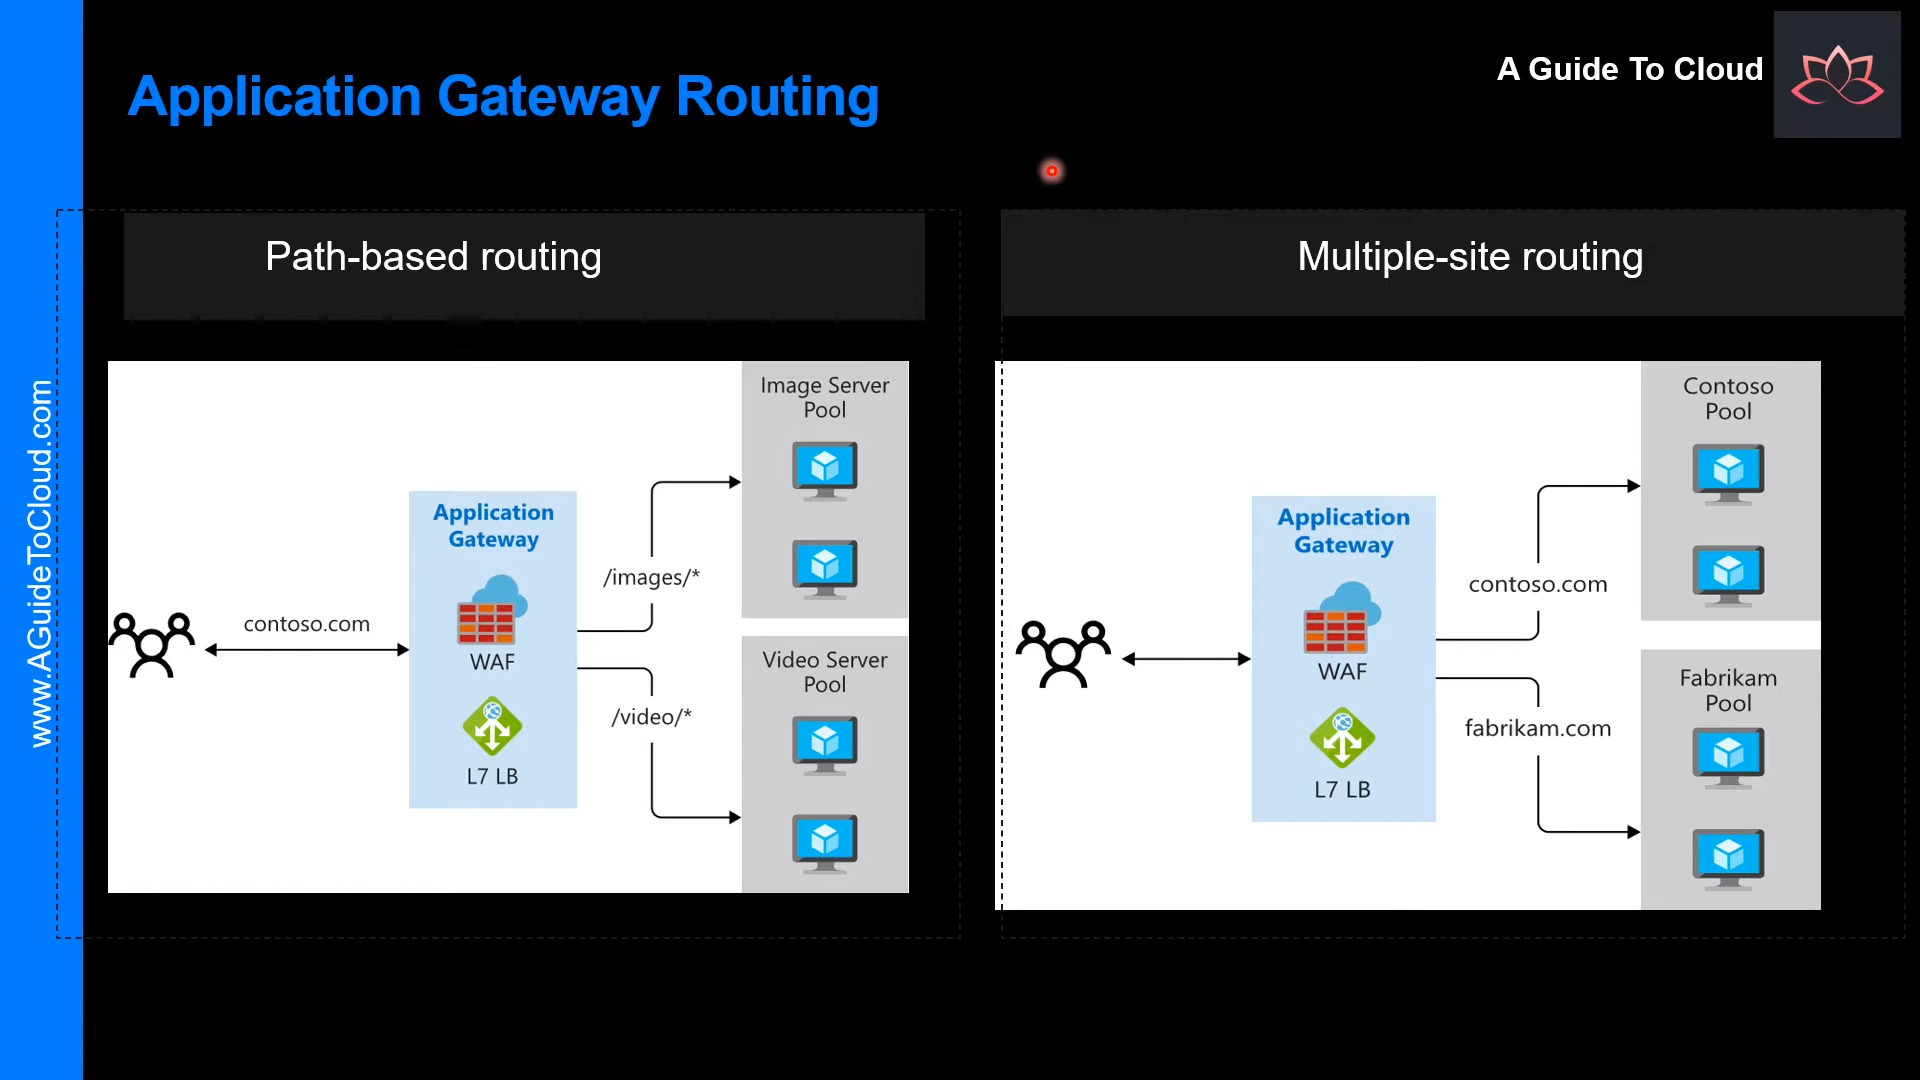 Application Gateway Routing
A Guide To Cloud
www.AGuideToCloud.com
Path-based routing
Image Server
Pool
Application
Gateway
/images/*
contoso.com
WAF
Video Server
Pool
/video/*
L7 LB
Multiple-site routing
Contoso
Pool
Application
Gateway
contoso.com
WAF
Fabrikam
Pool
fabrikam.com
L7 LB